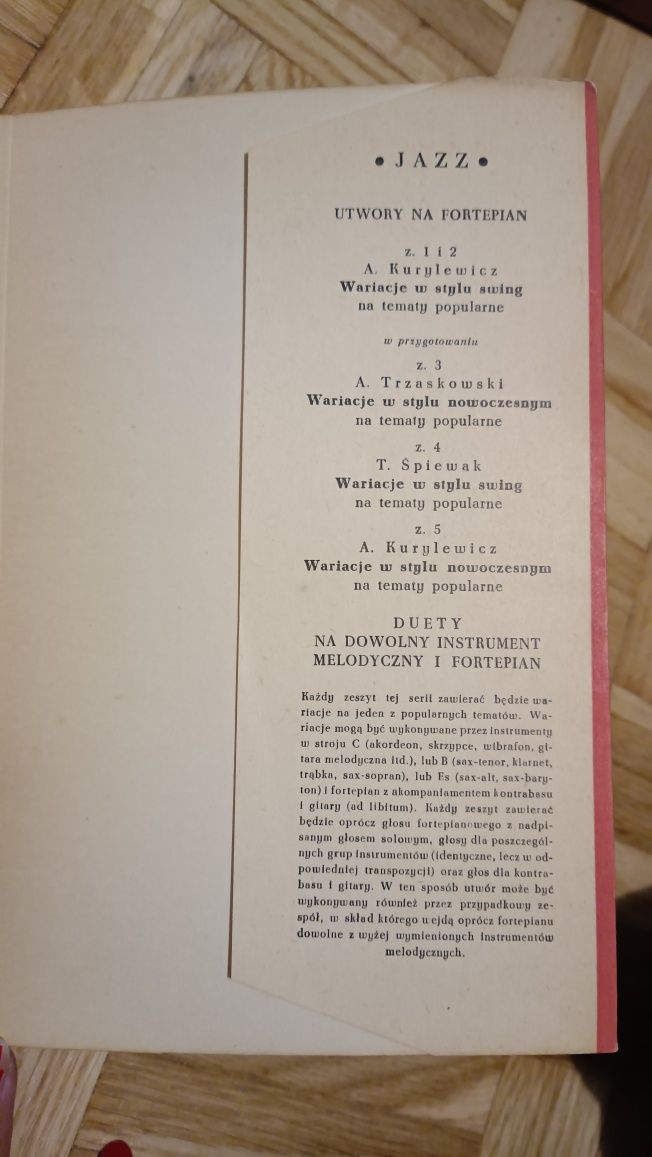 • JAZZ •
UTWORY NA FORTEPIAN
z. 1 i 2
A. Kurylewicz
Wariacje w stylu swing
na tematy popularne
w przygotowaniu
z. 3
A. Trzaskowski
Wariacje w stylu nowoczesnym
na tematy popularne
z. 4
T. Śpiewak
Wariacje w stylu swing
na tematy popularne
z. 5
A. Kurylewicz
Wariacje w stylu nowoczesnym
na tematy popularne
DUETY
NA DOWOLNY INSTRUMENT
MELODYCZNY I FORTEPIAN
Każdy zeszyt tej serii zawierać będzie wa-
riacje na jeden z popularnych tematów. Wa-
riacje mogą być wykonywane przez instrumenty
w stroju C (akordeon, skrzypce, wibrafon, gi-
tara melodyczna itd.), lub B (sax-tenor, klarnet,
trąbka, sax-sopran), lub Es (sax-alt, sax-bary-
ton) i fortepian z akompaniamentem kontrabasu
i gitary (ad libitum). Każdy zeszyt zawierać
będzie oprócz głosu fortepianowego z nadpi-
sanym głosem solowym, głosy dla poszczegól-
nych grup instrumentów (identyczne, lecz w od-
powiedniej transpozycji) oraz głos dla kontra-
basu i gitary. W ten sposób utwór może być
wykonywany również przez przypadkowy ze-
spół, w skład którego wejdą oprócz fortepianu
dowolne z wyżej wymienionych instrumentów
melodycznych.